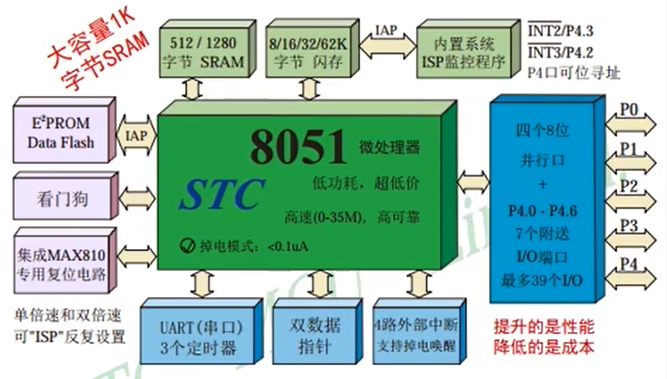 大容量1K
字节SRAM
512 / 1280
字节 SRAM
8/16/32/62K
字节 闪存
IAP
内置系统
ISP监控程序
INT2/P4.3
INT3/P4.2
P4口可位寻址
E²PROM
Data Flash
IAP
看门狗
集成MAX810
专用复位电路
单倍速和双倍速
可"ISP"反复设置
8051 微处理器
STC
低功耗，超低价
高速(0-35M)，高可靠
掉电模式：<0.1uA
四个8位
并行口
+
P4.0 - P4.6
7个附送
I/O端口
最多39个I/O
P0
P1
P2
P3
P4
UART(串口)
3个定时器
双数据
指针
4路外部中断
支持掉电唤醒
提升的是性能
降低的是成本